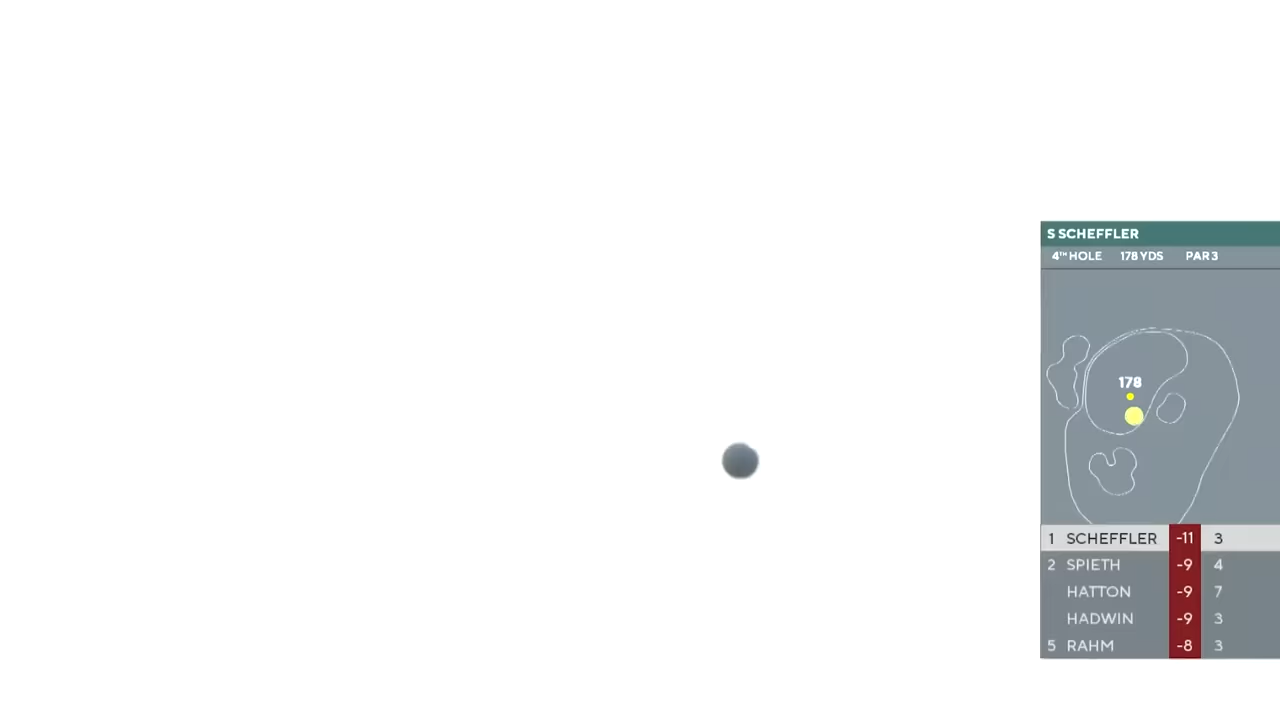 S SCHEFFLER
4TH HOLE 178 YDS PAR 3
178
1 SCHEFFLER -11 3
2 SPIETH -9 4
HATTON -9 7
HADWIN -9 3
5 RAHM -8 3